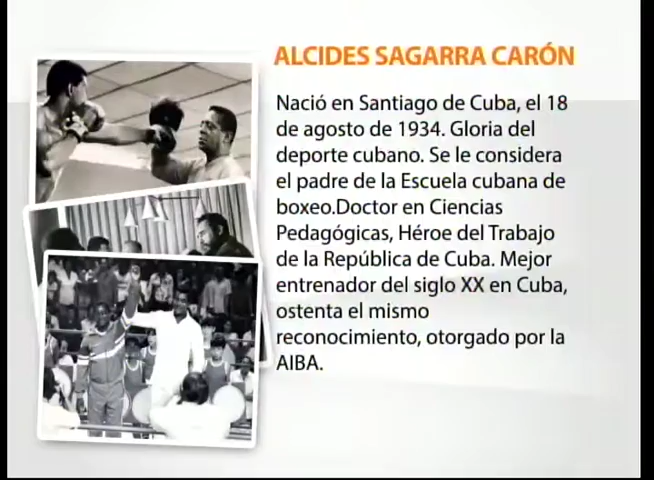 ALCIDES SAGARRA CARÓN
Nació en Santiago de Cuba, el 18
de agosto de 1934. Gloria del
deporte cubano. Se le considera
el padre de la Escuela cubana de
boxeo.Doctor en Ciencias
Pedagógicas, Héroe del Trabajo
de la República de Cuba. Mejor
entrenador del siglo XX en Cuba,
ostenta el mismo
reconocimiento, otorgado por la
AIBA.